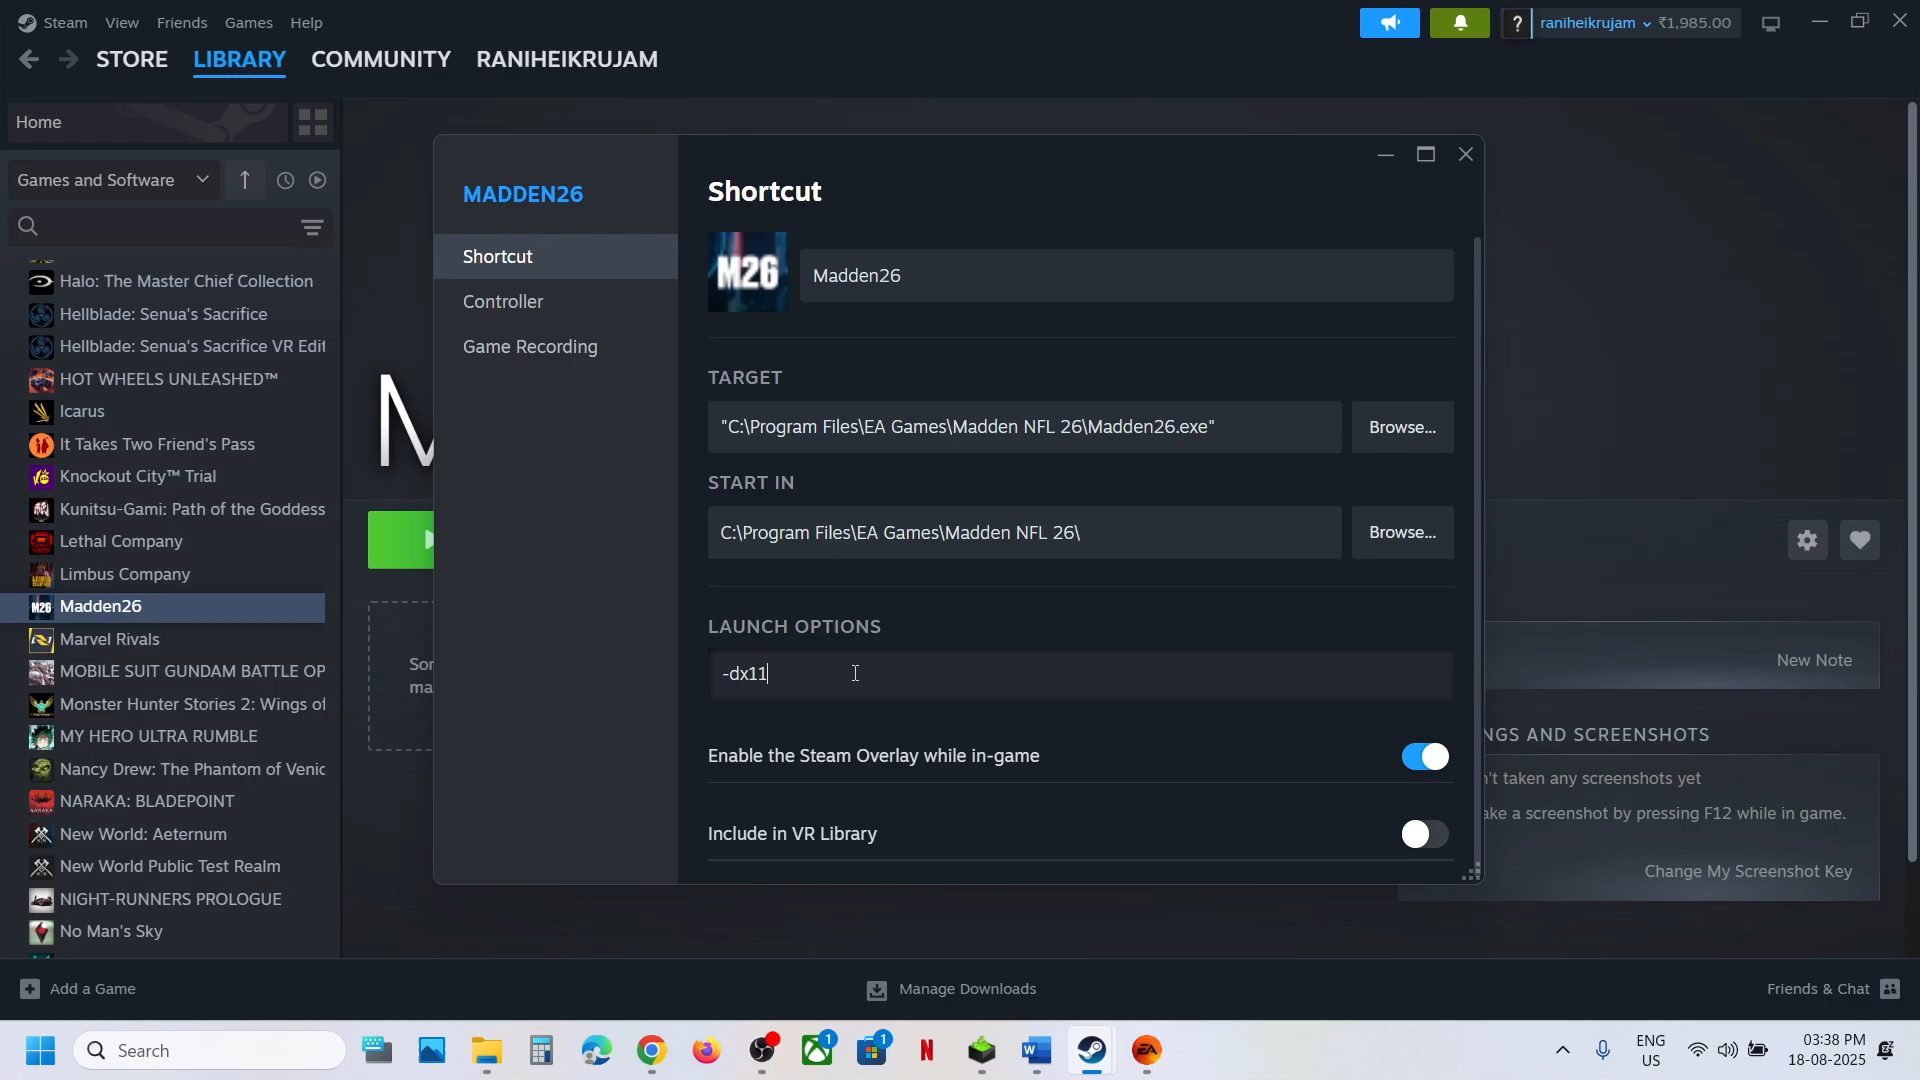 Steam View Friends Games Help
raniheikrujam ₹1,985.00
STORE LIBRARY COMMUNITY RANIHEIKRUJAM
Home
Games and Software
Halo: The Master Chief Collection
Hellblade: Senua's Sacrifice
Hellblade: Senua's Sacrifice VR Edit
HOT WHEELS UNLEASHED™
Icarus
It Takes Two Friend's Pass
Knockout City™ Trial
Kunitsu-Gami: Path of the Goddess
Lethal Company
Limbus Company
M26 Madden26
Marvel Rivals
MOBILE SUIT GUNDAM BATTLE OP
Monster Hunter Stories 2: Wings of
MY HERO ULTRA RUMBLE
Nancy Drew: The Phantom of Venic
NARAKA: BLADEPOINT
New World: Aeternum
New World Public Test Realm
NIGHT-RUNNERS PROLOGUE
No Man's Sky
M
Sor
ma
MADDEN26
Shortcut
Controller
Game Recording
Shortcut
M26 Madden26
TARGET
"C:\Program Files\EA Games\Madden NFL 26\Madden26.exe" Browse...
START IN
C:\Program Files\EA Games\Madden NFL 26\ Browse...
LAUNCH OPTIONS
-dx11
Enable the Steam Overlay while in-game
Include in VR Library
New Note
NGS AND SCREENSHOTS
n't taken any screenshots yet
ake a screenshot by pressing F12 while in game.
Change My Screenshot Key
Add a Game
Manage Downloads
Friends & Chat
Search
1
1
N
W
EA
ENG
US
03:38 PM
18-08-2025